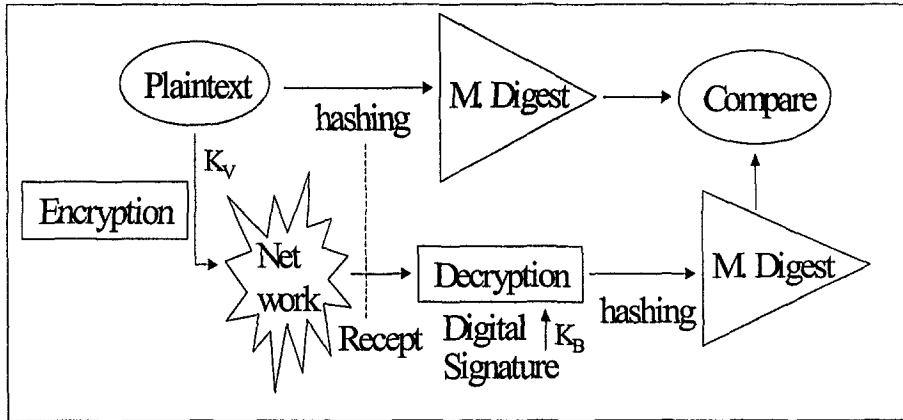 Plaintext
hashing
M. Digest
Compare
K_V
Encryption
Net
work
Recept
Decryption
Digital
Signature
K_B
hashing
M. Digest